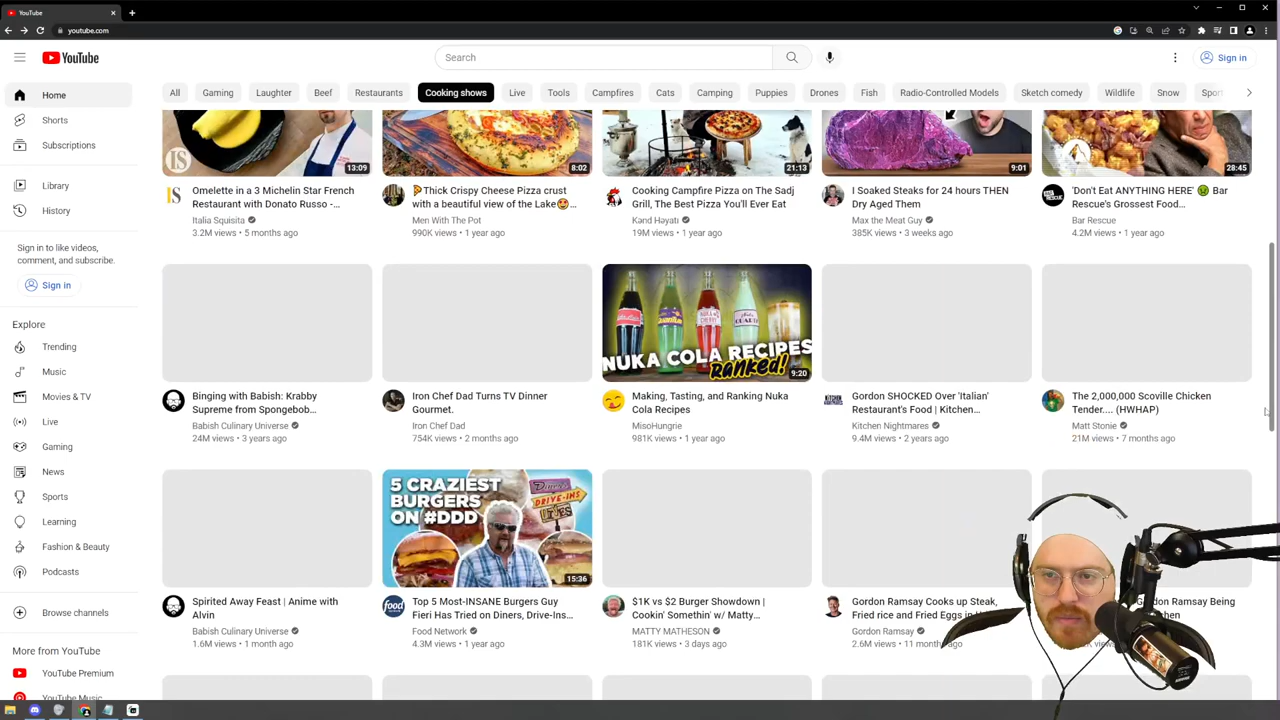 YouTube
youtube.com
YouTube
Search
Sign in
All
Gaming
Laughter
Beef
Restaurants
Cooking shows
Live
Tools
Campfires
Cats
Camping
Puppies
Drones
Fish
Radio-Controlled Models
Sketch comedy
Wildlife
Snow
Home
Shorts
Subscriptions
Library
History
Sign in to like videos,
comment, and subscribe.
Sign in
Explore
Trending
Music
Movies & TV
Live
Gaming
News
Sports
Learning
Fashion & Beauty
Podcasts
Browse channels
More from YouTube
YouTube Premium
YouTube Music
IS
13:09
8:02
21:13
9:01
28:45
IS
Omelette in a 3 Michelin Star French
Restaurant with Donato Russo -...
Italia Squisita
3.2M views • 5 months ago
🍕Thick Crispy Cheese Pizza crust
with a beautiful view of the Lake😍...
Men With The Pot
990K views • 1 year ago
Cooking Campfire Pizza on The Sadj
Grill, The Best Pizza You'll Ever Eat
Kənd Həyatı
19M views • 1 year ago
I Soaked Steaks for 24 hours THEN
Dry Aged Them
Max the Meat Guy
385K views • 3 weeks ago
'Don't Eat ANYTHING HERE' 🤢 Bar
Rescue's Grossest Food...
Bar Rescue
4.2M views • 1 year ago
NUKA COLA RECIPES
Ranked!
9:20
Binging with Babish: Krabby
Supreme from Spongebob...
Babish Culinary Universe
24M views • 3 years ago
Iron Chef Dad Turns TV Dinner
Gourmet.
Iron Chef Dad
754K views • 2 months ago
Making, Tasting, and Ranking Nuka
Cola Recipes
MisoHungrie
981K views • 1 year ago
Gordon SHOCKED Over 'Italian'
Restaurant's Food | Kitchen...
Kitchen Nightmares
9.4M views • 2 years ago
The 2,000,000 Scoville Chicken
Tender.... (HWHAP)
Matt Stonie
21M views • 7 months ago
5 CRAZIEST
BURGERS
ON #DDD
DRIVE-INS
15:36
Spirited Away Feast | Anime with
Alvin
Babish Culinary Universe
1.6M views • 1 month ago
food
Top 5 Most-INSANE Burgers Guy
Fieri Has Tried on Diners, Drive-Ins...
Food Network
4.3M views • 1 year ago
$1K vs $2 Burger Showdown |
Cookin' Somethin' w/ Matty...
MATTY MATHESON
181K views • 3 days ago
Gordon Ramsay Cooks up Steak,
Fried rice and Fried Eggs in
Gordon Ramsay
2.6M views • 11 months ago
Gordon Ramsay Being